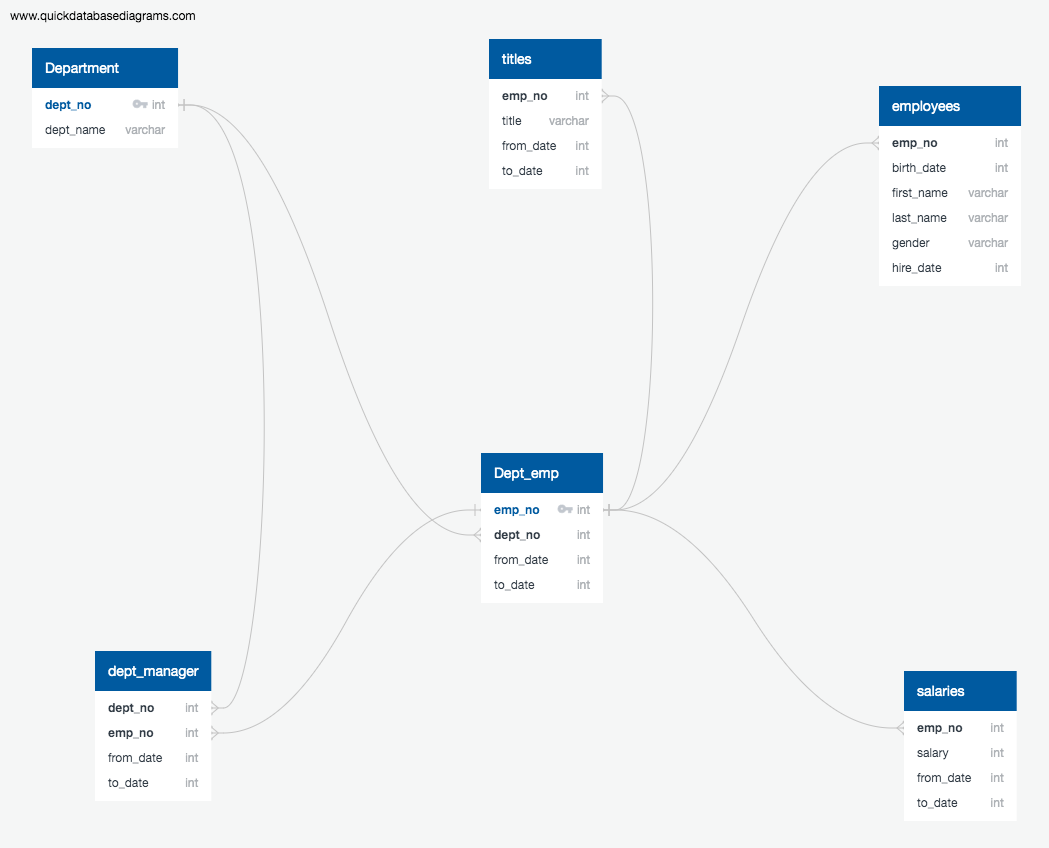 www.quickdatabasediagrams.com
Department
dept_no int
dept_name varchar
titles
emp_no int
title varchar
from_date int
to_date int
employees
emp_no int
birth_date int
first_name varchar
last_name varchar
gender varchar
hire_date int
Dept_emp
emp_no int
dept_no int
from_date int
to_date int
dept_manager
dept_no int
emp_no int
from_date int
to_date int
salaries
emp_no int
salary int
from_date int
to_date int